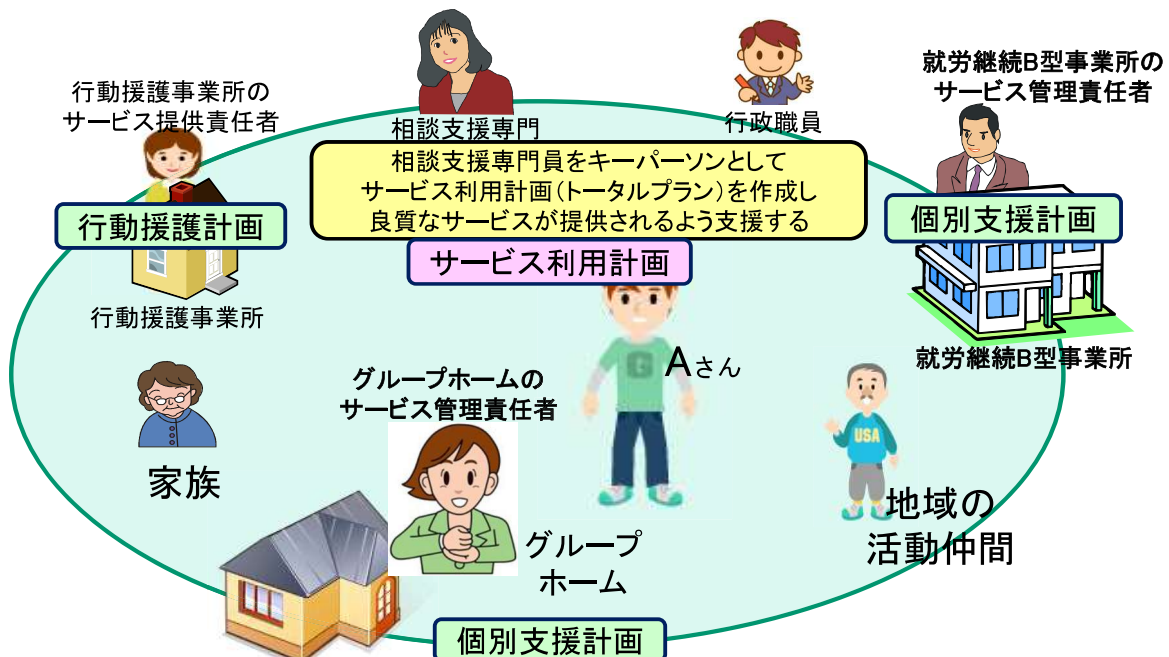 行動援護事業所の
サービス提供責任者
相談支援専門
行政職員
就労継続B型事業所の
サービス管理責任者
相談支援専門員をキーパーソンとして
サービス利用計画(トータルプラン)を作成し
良質なサービスが提供されるよう支援する
行動援護計画
個別支援計画
サービス利用計画
行動援護事業所
就労継続B型事業所
Aさん
グループホームの
サービス管理責任者
USA
家族
地域の
活動仲間
グループ
ホーム
個別支援計画